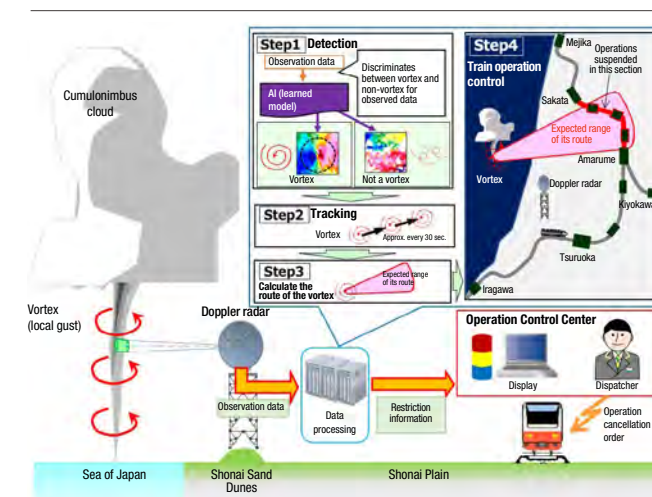 Cumulonimbus
cloud
Vortex
(local gust)
Doppler radar
Step1 Detection
Observation data
Discriminates
between vortex and
non-vortex for
observed data
AI (learned
model)
Vortex
Not a vortex
Step2 Tracking
Vortex
Approx. every 30 sec.
Step3
Calculate the
route of the vortex
Expected range
of its route
Step4
Train operation
control
Mejika
Operations
suspended
in this section
Sakata
Expected range
of its route
Amarume
Vortex
Doppler radar
Kiyokawa
Tsuruoka
Iragawa
Observation data
Data
processing
Restriction
information
Operation Control Center
Display
Dispatcher
Operation
cancellation
order
Sea of Japan
Shonai Sand
Dunes
Shonai Plain